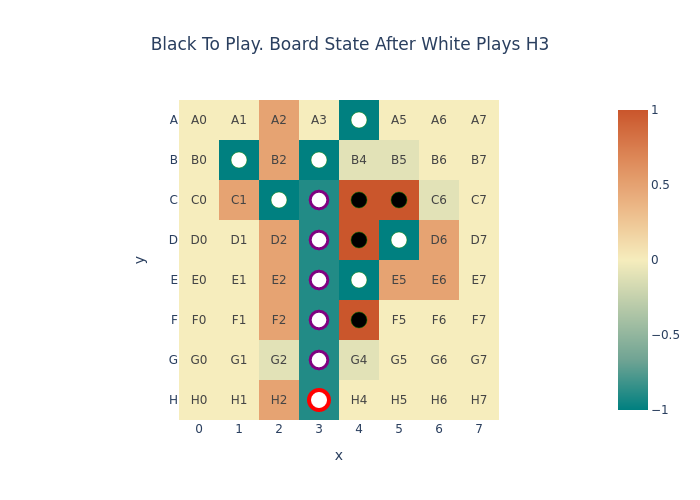 Black To Play. Board State After White Plays H3
A A0 A1 A2 A3 A5 A6 A7
B B0 B2 B4 B5 B6 B7
C C0 C1 C6 C7
D D0 D1 D2 D6 D7
E E0 E1 E2 E5 E6 E7
F F0 F1 F2 F5 F6 F7
G G0 G1 G2 G4 G5 G6 G7
H H0 H1 H2 H4 H5 H6 H7
0 1 2 3 4 5 6 7
x
y
1
0.5
0
−0.5
−1